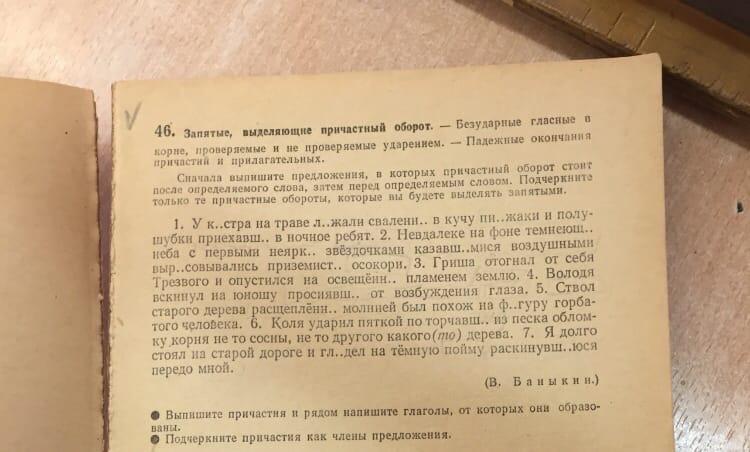 46. Запятые, выделяющие причастный оборот. — Безударные гласные в
корне, проверяемые и не проверяемые ударением. — Падежные окончания
причастий и прилагательных.
Сначала выпишите предложения, в которых причастный оборот стоит
после определяемого слова, затем перед определяемым словом. Подчеркните
только те причастные обороты, которые вы будете выделять запятыми.
1. У к..стра на траве л..жали свалени.. в кучу пи..жаки и полу-
шубки приехавш.. в ночное ребят. 2. Невдалеке на фоне темнеющ..
неба с первыми неярк.. звёздочками казавш..мися воздушными
выр..совывались приземист.. осокори. 3. Гриша отогнал от себя
Трезвого и опустился на освещённ.. пламенем землю. 4. Володя
вскинул на юношу просиявш.. от возбуждения глаза. 5. Ствол
старого дерева расщеплённ.. молнией был похож на ф..гуру горба-
того человека. 6. Коля ударил пяткой по торчавш.. из песка облом-
ку корня не то сосны, не то другого какого(то) дерева. 7. Я долго
стоял на старой дороге и гл..дел на тёмную пойму раскинувш..юся
передо мной.
(В. Баныкин.)
● Выпишите причастия и рядом напишите глаголы, от которых они образо-
ваны.
● Подчеркните причастия как члены предложения.